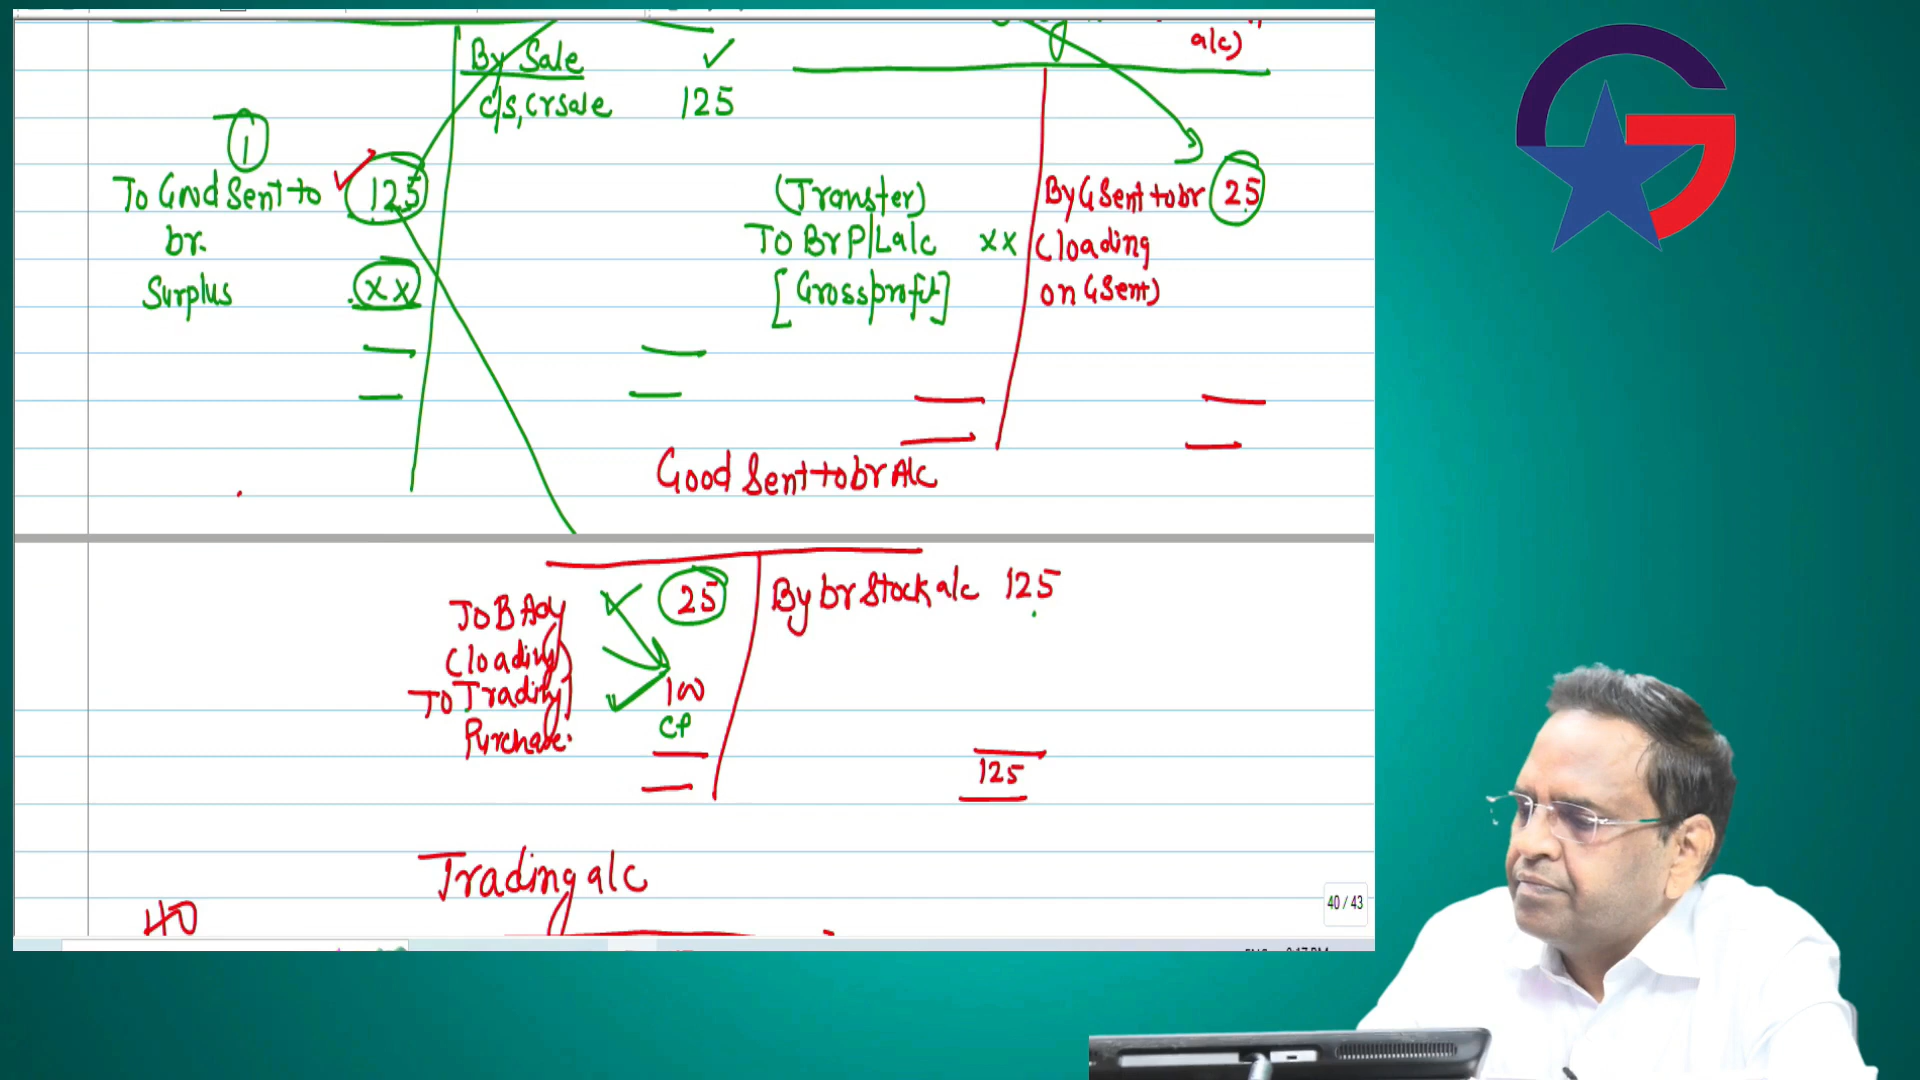 a/c)
By Sale
c/s, Cr Sale 125
1
To Good Sent to 125
br.
Surplus xx
(Transfer)
To Br P/L a/c xx
[Gross profit]
By G Sent to br 25
(loading
on G Sent)
Good Sent to br A/c
To B Adj 25
(loading)
To Trading 100
Purchase. CP
By br Stock a/c 125
125
Trading a/c
40
40 / 43